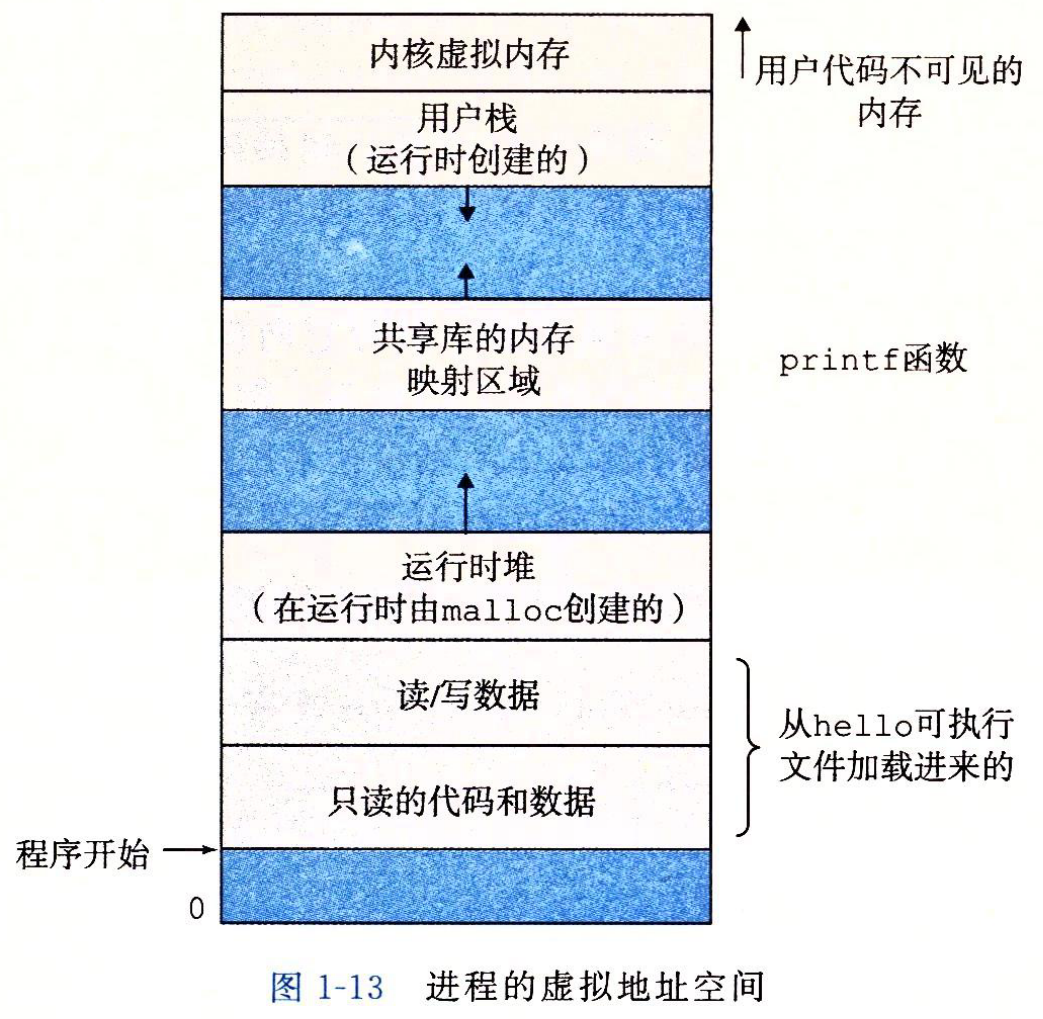 内核虚拟内存
用户代码不可见的
内存
用户栈
（运行时创建的）
共享库的内存
映射区域
printf函数
运行时堆
（在运行时由malloc创建的）
读/写数据
从hello可执行
文件加载进来的
只读的代码和数据
程序开始
0
图 1-13 进程的虚拟地址空间